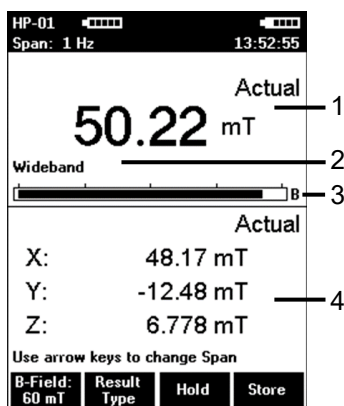 HP-01
Span: 1 Hz 13:52:55
Actual
1
50.22 mT
2
Wideband
B 3
Actual
X: 48.17 mT
Y: -12.48 mT
4
Z: 6.778 mT
Use arrow keys to change Span
B-Field: Result Hold Store
60 mT Type